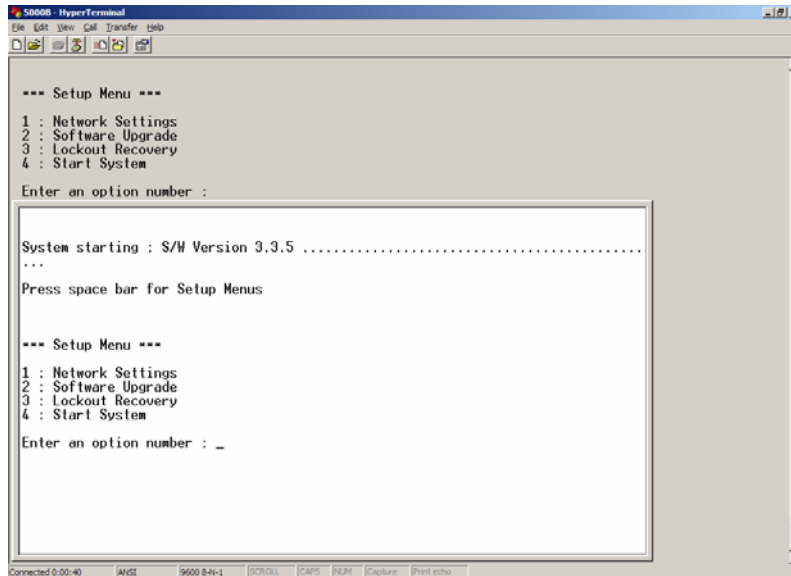 5000B - HyperTerminal
File Edit View Call Transfer Help
*** Setup Menu ***
1 : Network Settings
2 : Software Upgrade
3 : Lockout Recovery
4 : Start System
Enter an option number :
System starting : S/W Version 3.3.5 ............................................
...
Press space bar for Setup Menus
*** Setup Menu ***
1 : Network Settings
2 : Software Upgrade
3 : Lockout Recovery
4 : Start System
Enter an option number : _
Connected 0:00:40 ANSI 9600 8-N-1 SCROLL CAPS NUM Capture Print echo